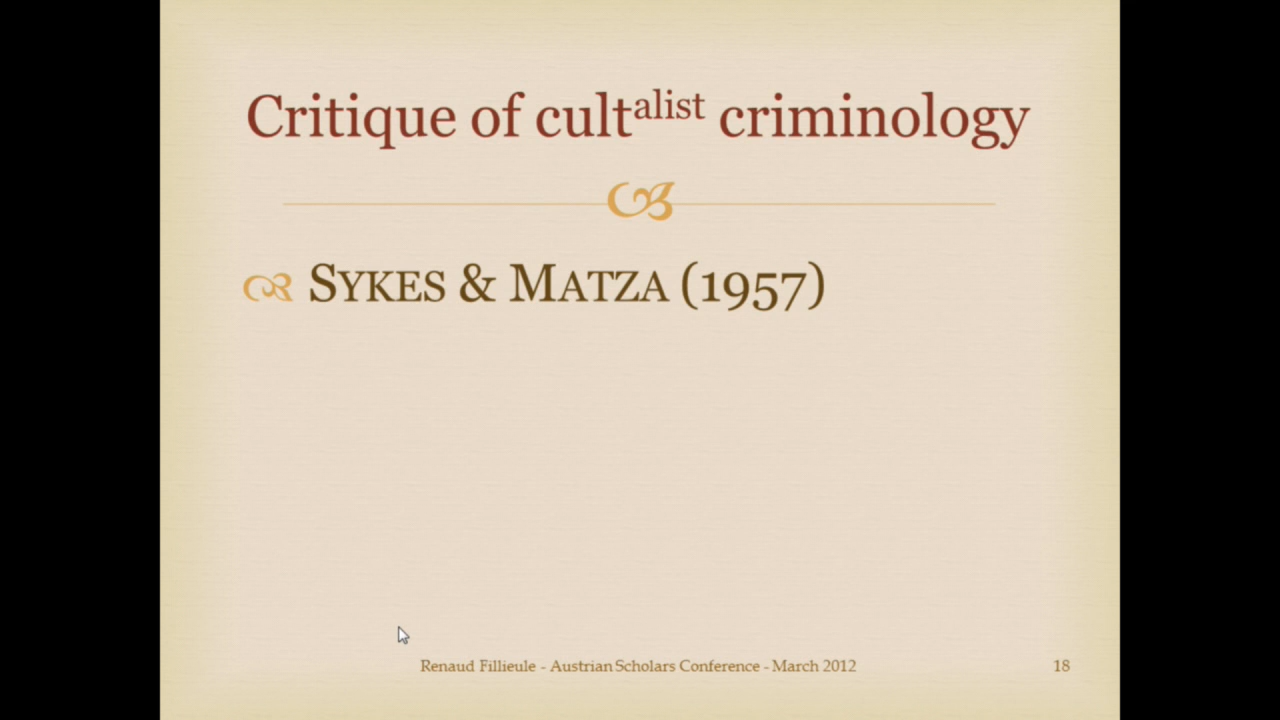 Critique of cultalist criminology
SYKES & MATZA (1957)
Renaud Fillieule - Austrian Scholars Conference - March 2012
18